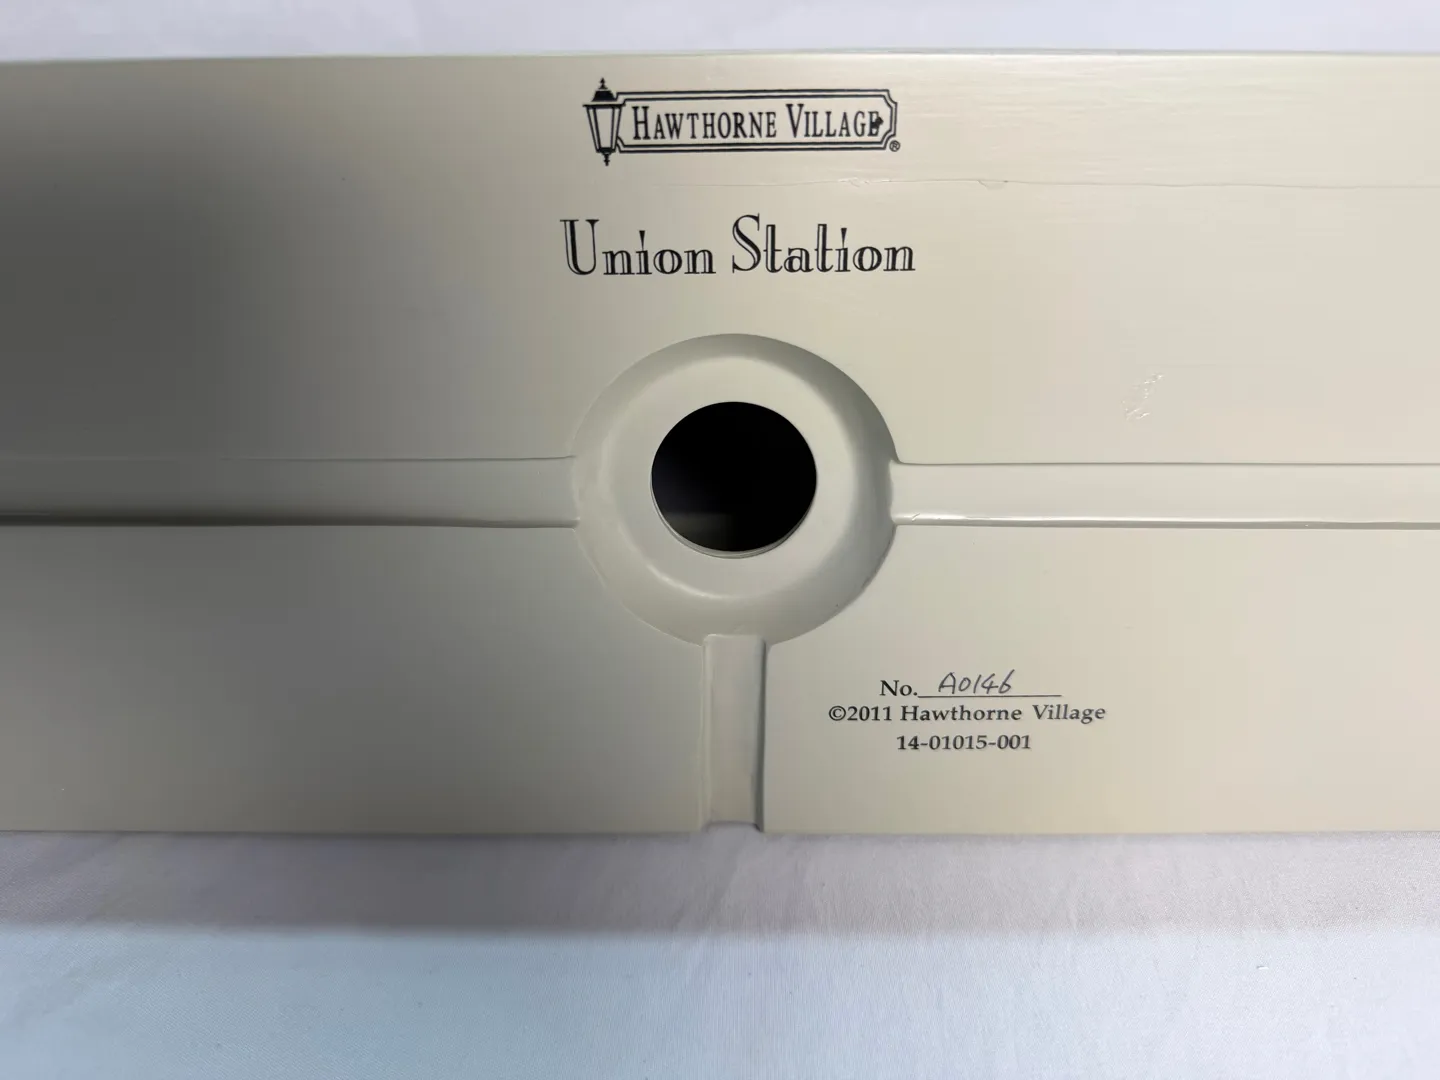 HAWTHORNE VILLAGE®
Union Station
No. A0146
©2011 Hawthorne Village
14-01015-001